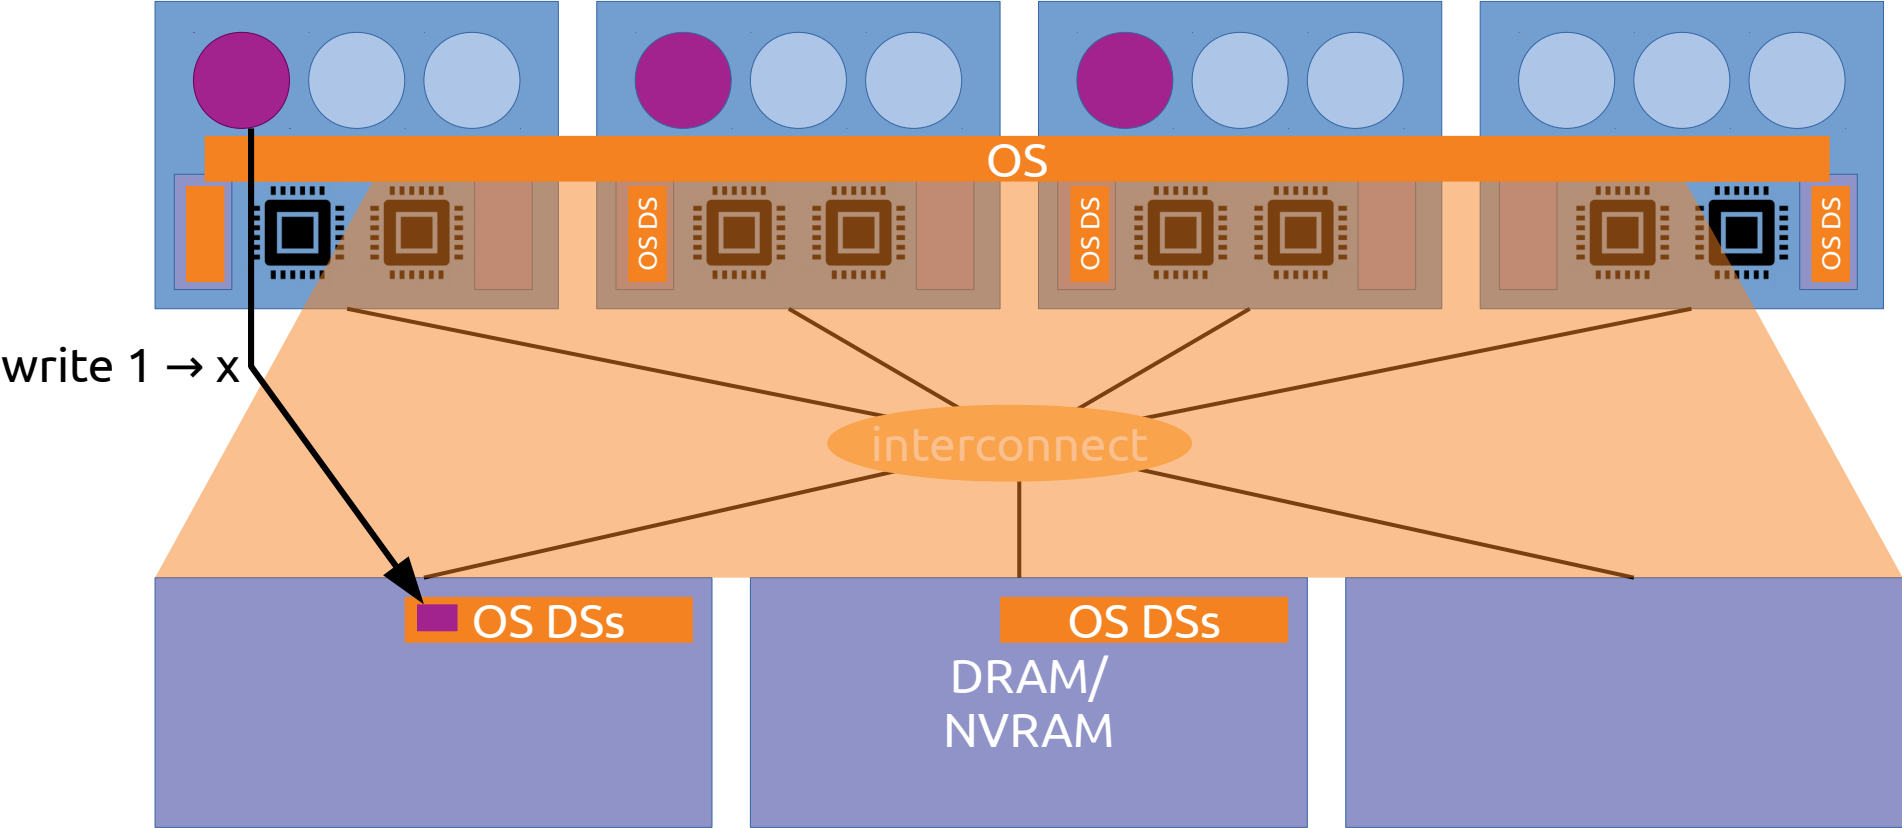 OS
OS DS
OS DS
OS DS
write 1 → x
interconnect
OS DSs
OS DSs
DRAM/
NVRAM